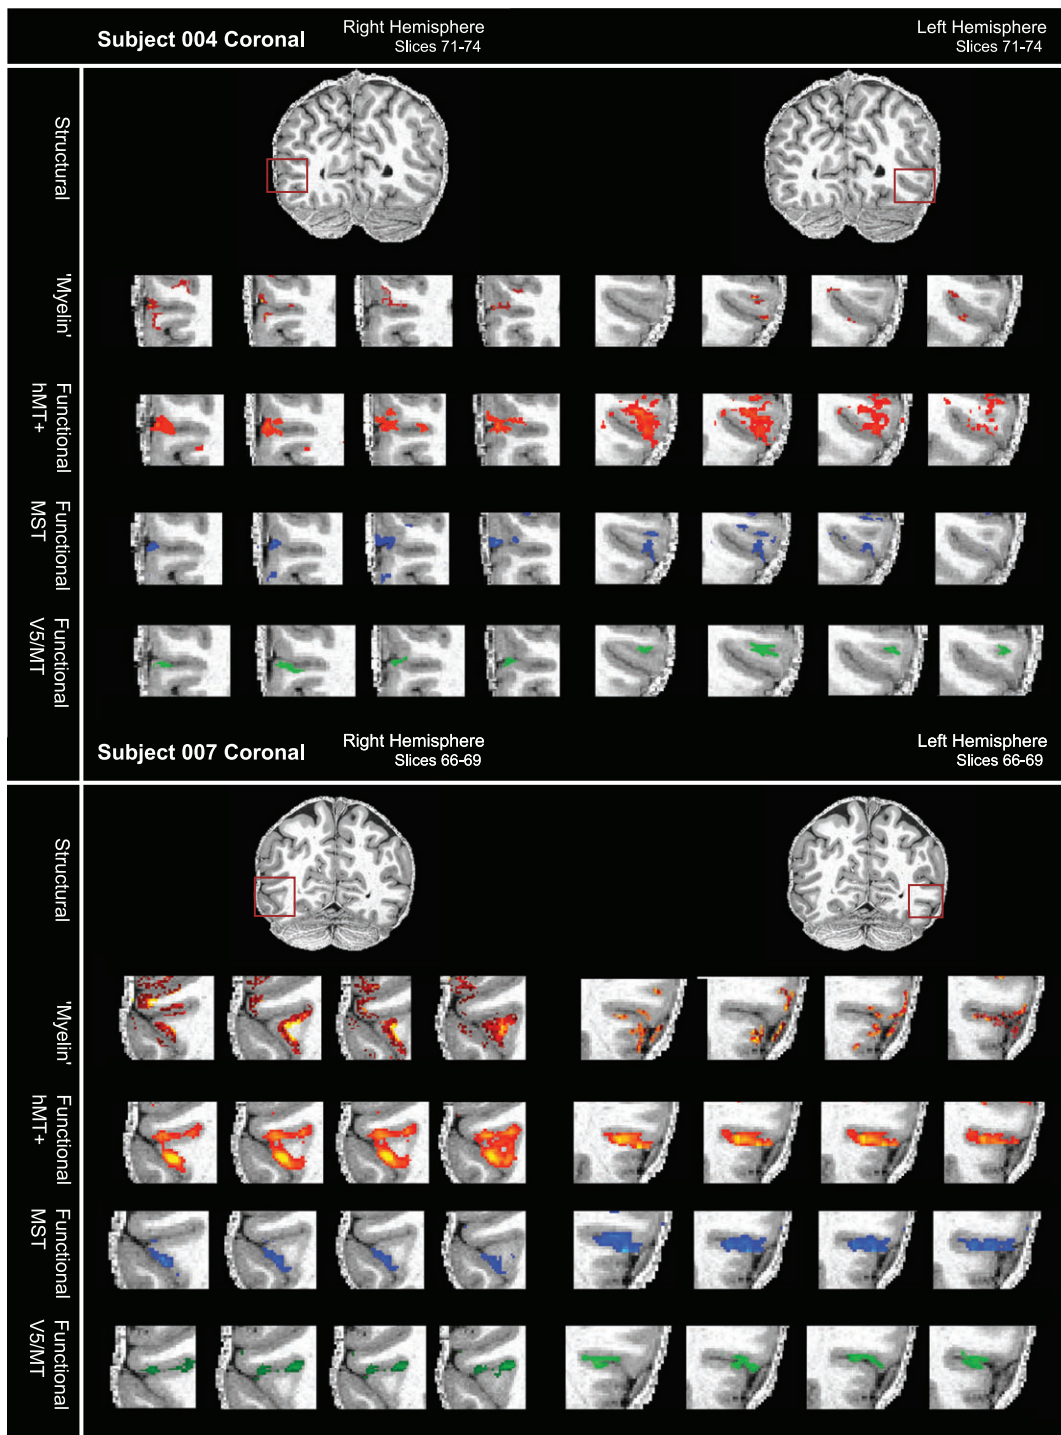 Subject 004 Coronal
Right Hemisphere
Slices 71-74
Left Hemisphere
Slices 71-74
Structural
'Myelin'
Functional
hMT+
Functional
MST
Functional
V5/MT
Subject 007 Coronal
Right Hemisphere
Slices 66-69
Left Hemisphere
Slices 66-69
Structural
'Myelin'
Functional
hMT+
Functional
MST
Functional
V5/MT